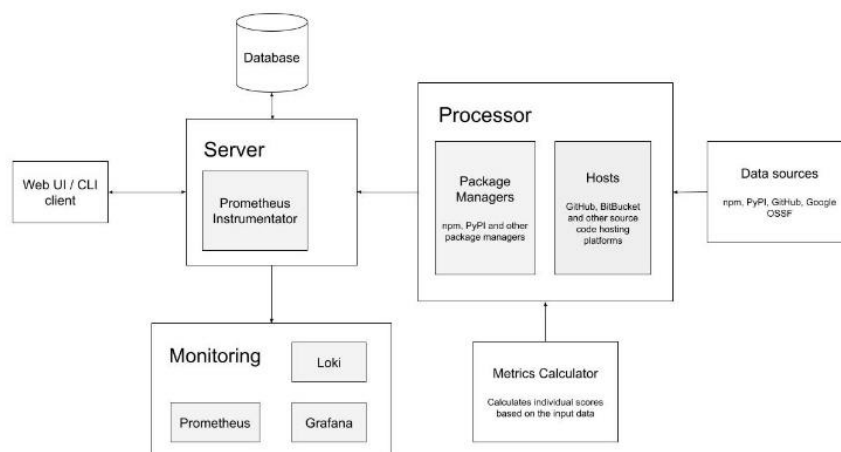 Database
Server
Prometheus
Instrumentator
Web UI / CLI
client
Processor
Package
Managers
npm, PyPI and other
package managers
Hosts
GitHub, BitBucket
and other source
code hosting
platforms
Data sources
npm, PyPI, GitHub, Google
OSSF
Monitoring
Loki
Prometheus
Grafana
Metrics Calculator
Calculates individual scores
based on the input data